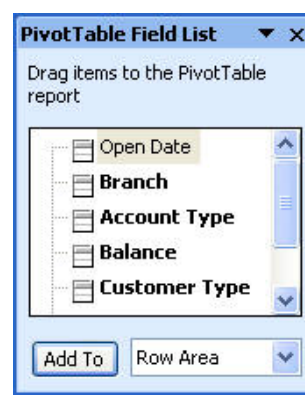 PivotTable Field List
Drag items to the PivotTable
report
Open Date
Branch
Account Type
Balance
Customer Type
Add To Row Area